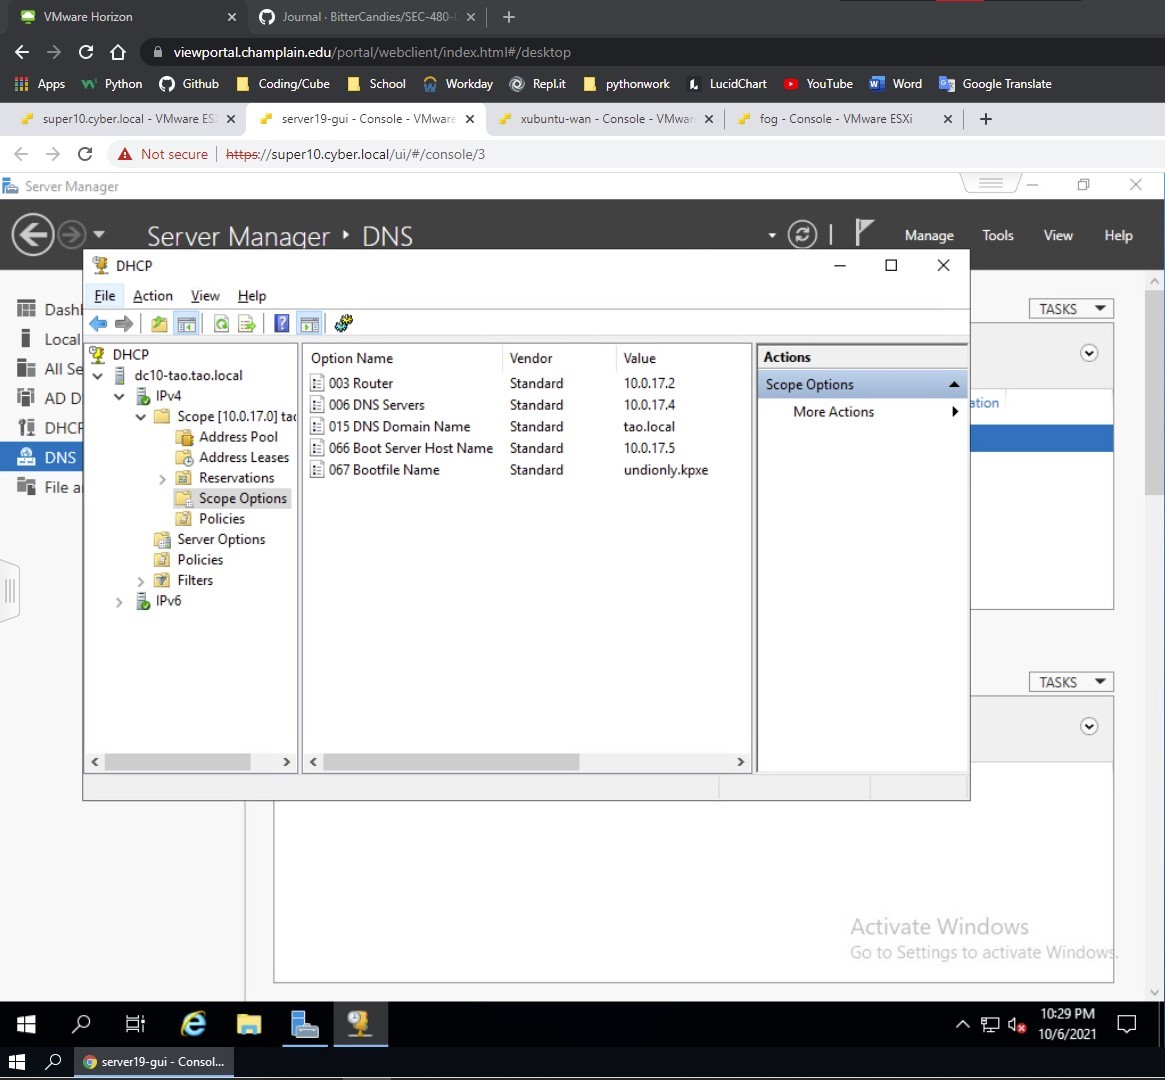 VMware Horizon
Journal · BitterCandies/SEC-480-
viewportal.champlain.edu/portal/webclient/index.html#/desktop
Apps Python Github Coding/Cube School Workday Repl.it pythonwork LucidChart YouTube Word Google Translate
super10.cyber.local - VMware ES server19-gui - Console - VMware xubuntu-wan - Console - VMwar fog - Console - VMware ESXi
Not secure https://super10.cyber.local/ui/#/console/3
Server Manager
Server Manager DNS Manage Tools View Help
DHCP
File Action View Help
DHCP
dc10-tao.tao.local
IPv4
Scope [10.0.17.0] tao
Address Pool
Address Leases
Reservations
Scope Options
Policies
Server Options
Policies
Filters
IPv6
Option Name Vendor Value
003 Router Standard 10.0.17.2
006 DNS Servers Standard 10.0.17.4
015 DNS Domain Name Standard tao.local
066 Boot Server Host Name Standard 10.0.17.5
067 Bootfile Name Standard undionly.kpxe
Actions
Scope Options
More Actions
Dash
Local
All Se
AD D
DHCP
DNS
File a
TASKS
ation
TASKS
Activate Windows
Go to Settings to activate Windows.
10:29 PM
10/6/2021
server19-gui - Consol...